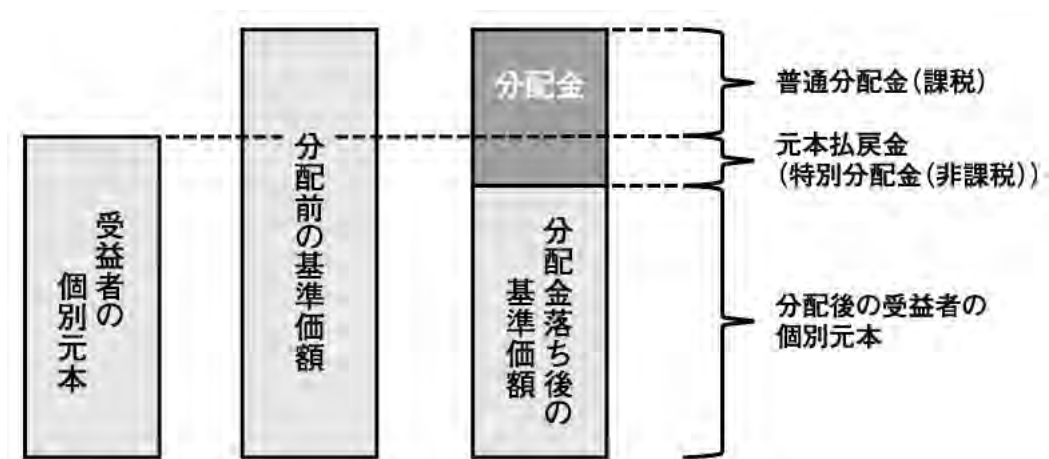 受益者の
個別元本
分配前の基準価額
分配金
分配金落ち後の
基準価額
普通分配金(課税)
元本払戻金
(特別分配金(非課税))
分配後の受益者の
個別元本